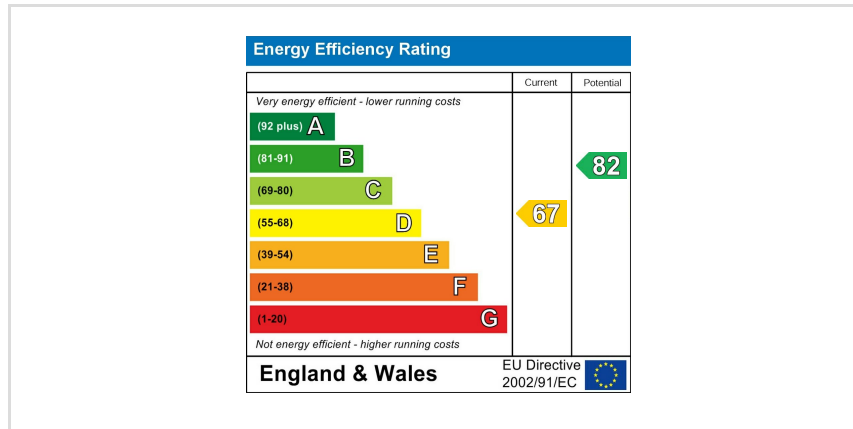 Energy Efficiency Rating
Current Potential
Very energy efficient - lower running costs
(92 plus) A
(81-91) B
82
(69-80) C
67
(55-68) D
(39-54) E
(21-38) F
(1-20) G
Not energy efficient - higher running costs
England & Wales
EU Directive
2002/91/EC